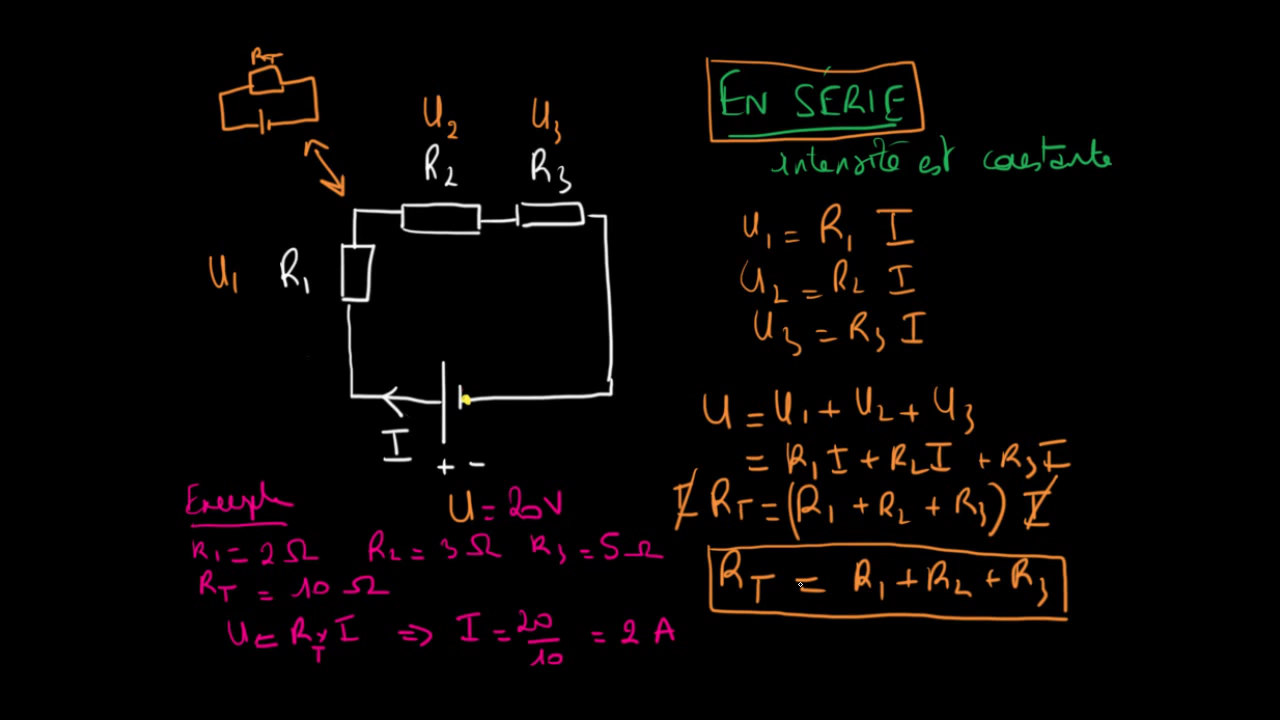 RT
U2 U3
R2 R3
U1 R1
I
+ -
U = 20V
EN SÉRIE
intensité est constante
U1 = R1 I
U2 = R2 I
U3 = R3 I
U = U1 + U2 + U3
= R1 I + R2 I + R3 I
I RT = (R1 + R2 + R3) I
RT = R1 + R2 + R3
Exemple
R1 = 2 Ω R2 = 3 Ω R3 = 5 Ω
RT = 10 Ω
U = RT x I => I = 20/10 = 2 A